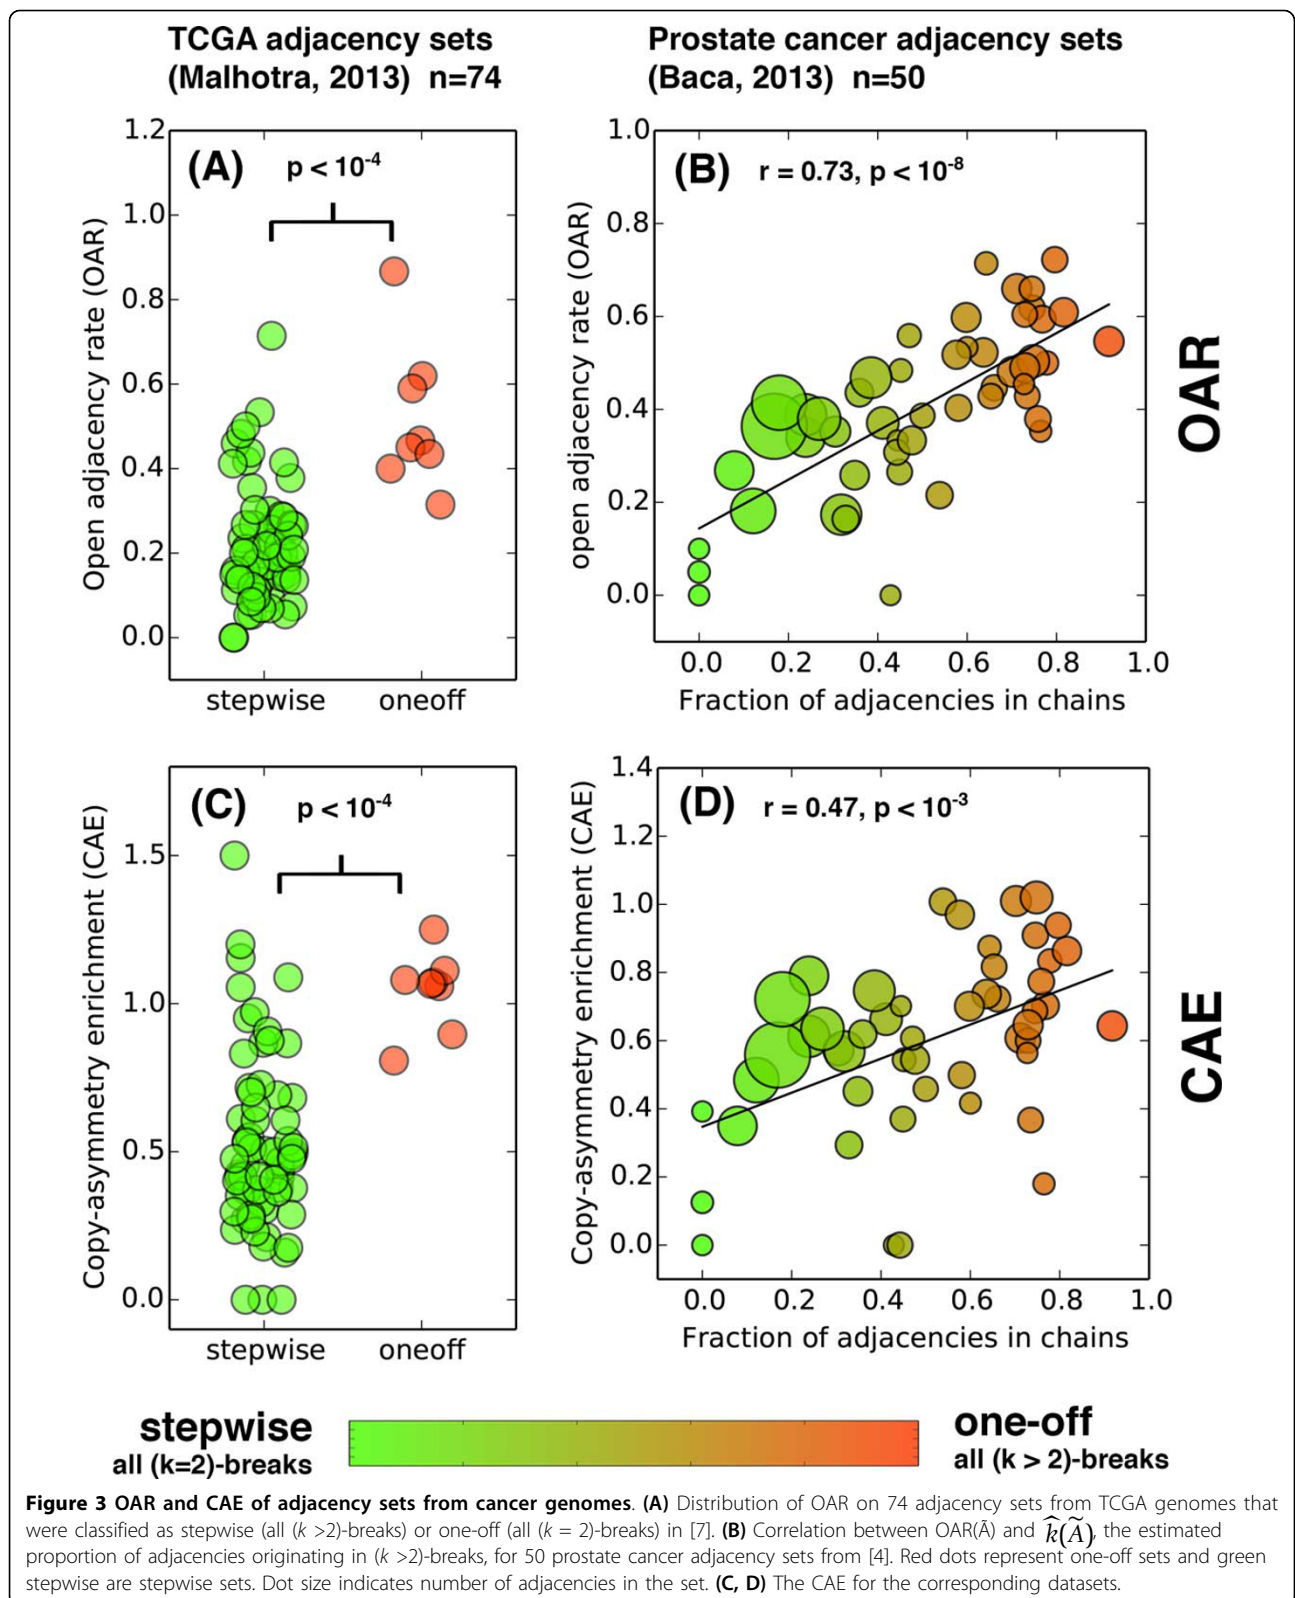 TCGA adjacency sets
(Malhotra, 2013) n=74
Prostate cancer adjacency sets
(Baca, 2013) n=50
(A)
p < 10-4
1.2
1.0
0.8
0.6
0.4
0.2
0.0
Open adjacency rate (OAR)
stepwise oneoff
(B)
r = 0.73, p < 10-8
1.0
0.8
0.6
0.4
0.2
0.0
open adjacency rate (OAR)
0.0 0.2 0.4 0.6 0.8 1.0
Fraction of adjacencies in chains
OAR
(C)
p < 10-4
1.5
1.0
0.5
0.0
Copy-asymmetry enrichment (CAE)
stepwise oneoff
(D)
r = 0.47, p < 10-3
1.4
1.2
1.0
0.8
0.6
0.4
0.2
0.0
Copy-asymmetry enrichment (CAE)
0.0 0.2 0.4 0.6 0.8 1.0
Fraction of adjacencies in chains
CAE
stepwise
all (k=2)-breaks
one-off
all (k > 2)-breaks
Figure 3 OAR and CAE of adjacency sets from cancer genomes. (A) Distribution of OAR on 74 adjacency sets from TCGA genomes that
were classified as stepwise (all (k >2)-breaks) or one-off (all (k = 2)-breaks) in [7]. (B) Correlation between OAR(Ã) and k̂(Ã), the estimated
proportion of adjacencies originating in (k >2)-breaks, for 50 prostate cancer adjacency sets from [4]. Red dots represent one-off sets and green
stepwise are stepwise sets. Dot size indicates number of adjacencies in the set. (C, D) The CAE for the corresponding datasets.